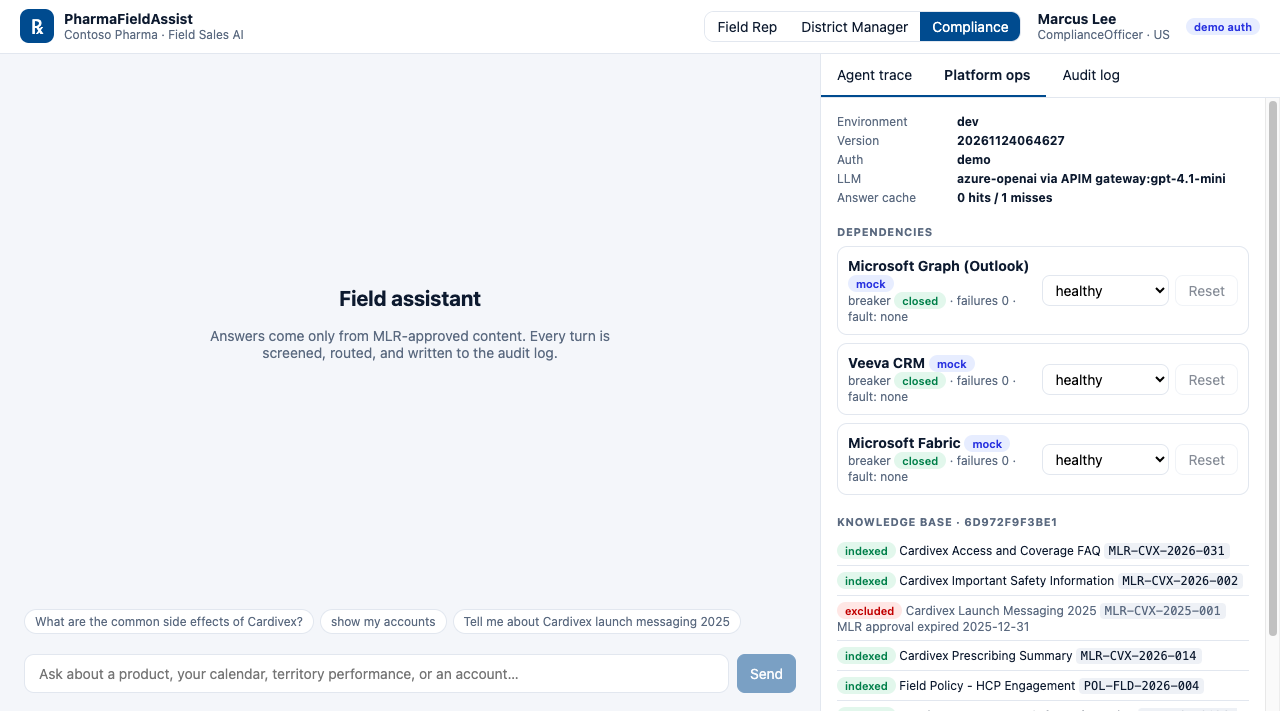 ℞
PharmaFieldAssist
Contoso Pharma · Field Sales AI
Field Rep
District Manager
Compliance
Marcus Lee
ComplianceOfficer · US
demo auth
Field assistant
Answers come only from MLR-approved content. Every turn is
screened, routed, and written to the audit log.
What are the common side effects of Cardivex?
show my accounts
Tell me about Cardivex launch messaging 2025
Ask about a product, your calendar, territory performance, or an account…
Send
Agent trace
Platform ops
Audit log
Environment dev
Version 20261124064627
Auth demo
LLM azure-openai via APIM gateway:gpt-4.1-mini
Answer cache 0 hits / 1 misses
DEPENDENCIES
Microsoft Graph (Outlook)
mock
breaker closed · failures 0 ·
fault: none
healthy
Reset
Veeva CRM mock
breaker closed · failures 0 ·
fault: none
healthy
Reset
Microsoft Fabric mock
breaker closed · failures 0 ·
fault: none
healthy
Reset
KNOWLEDGE BASE · 6D972F9F3BE1
indexed Cardivex Access and Coverage FAQ MLR-CVX-2026-031
indexed Cardivex Important Safety Information MLR-CVX-2026-002
excluded Cardivex Launch Messaging 2025 MLR-CVX-2025-001
MLR approval expired 2025-12-31
indexed Cardivex Prescribing Summary MLR-CVX-2026-014
indexed Field Policy - HCP Engagement POL-FLD-2026-004